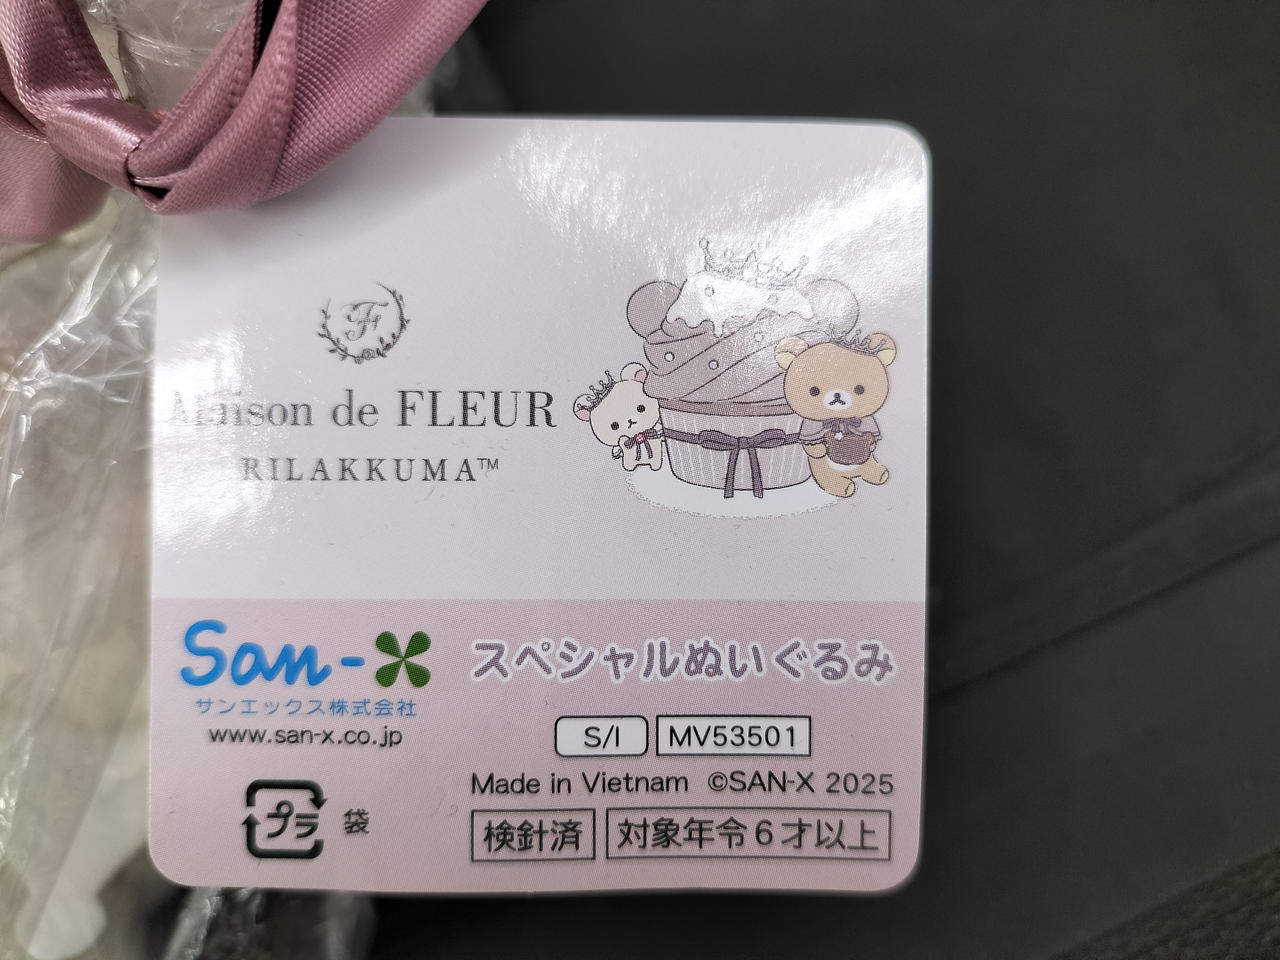 F
Maison de FLEUR
RILAKKUMA™
San-X
サンエックス株式会社
www.san-x.co.jp
プラ 袋
スペシャルぬいぐるみ
S/I MV53501
Made in Vietnam ©SAN-X 2025
検針済 対象年令6才以上